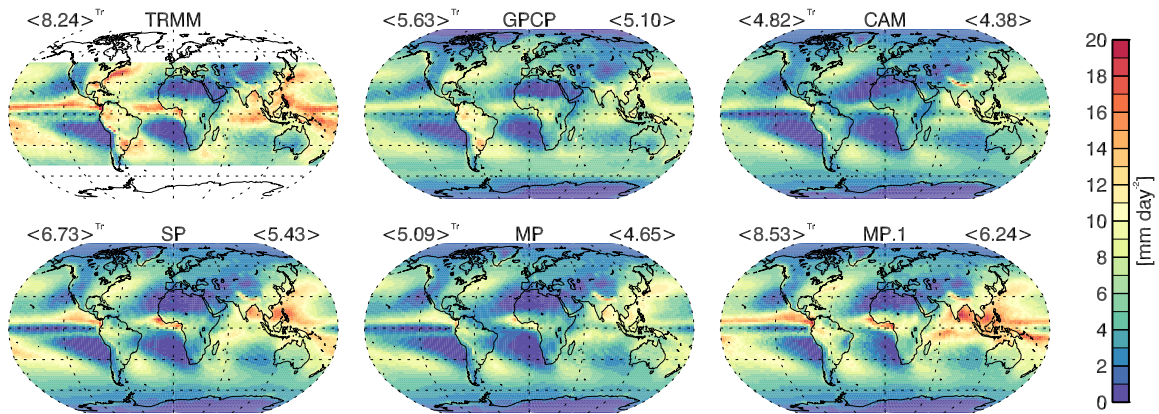 <8.24>Tr TRMM
<5.63>Tr GPCP <5.10>
<4.82>Tr CAM <4.38>
<6.73>Tr SP <5.43>
<5.09>Tr MP <4.65>
<8.53>Tr MP.1 <6.24>
20
18
16
14
12
10
8
6
4
2
0
[mm day-2]